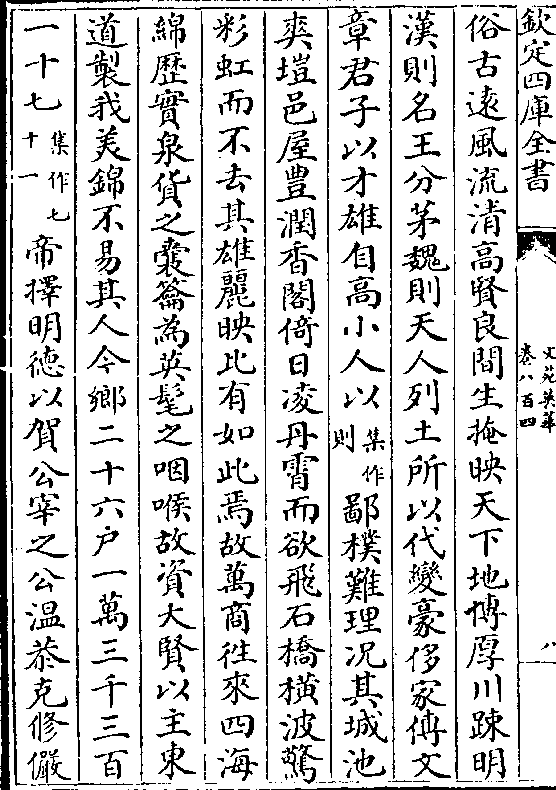 欽定四庫全書
文苑英華
卷八百四
八
俗古遠風流清高賢良間生掩映天下地博厚川疎明
漢則名王分茅魏則天人列土所以代變豪侈家傳文
章君子以才雄自高小人以集作則鄙樸難理况其城池
爽塏邑屋豊潤香閣倚日凌丹霄而欲飛石橋橫波驚
彩虹而不去其雄麗映比有如此焉故萬商徃來四海
綿歷實泉貨之橐籥為英髦之咽喉故資大賢以主東
道製我美錦不易其人今鄉二十六户一萬三千三百
一十七集作七十一帝擇明德以賀公宰之公溫恭克修儼